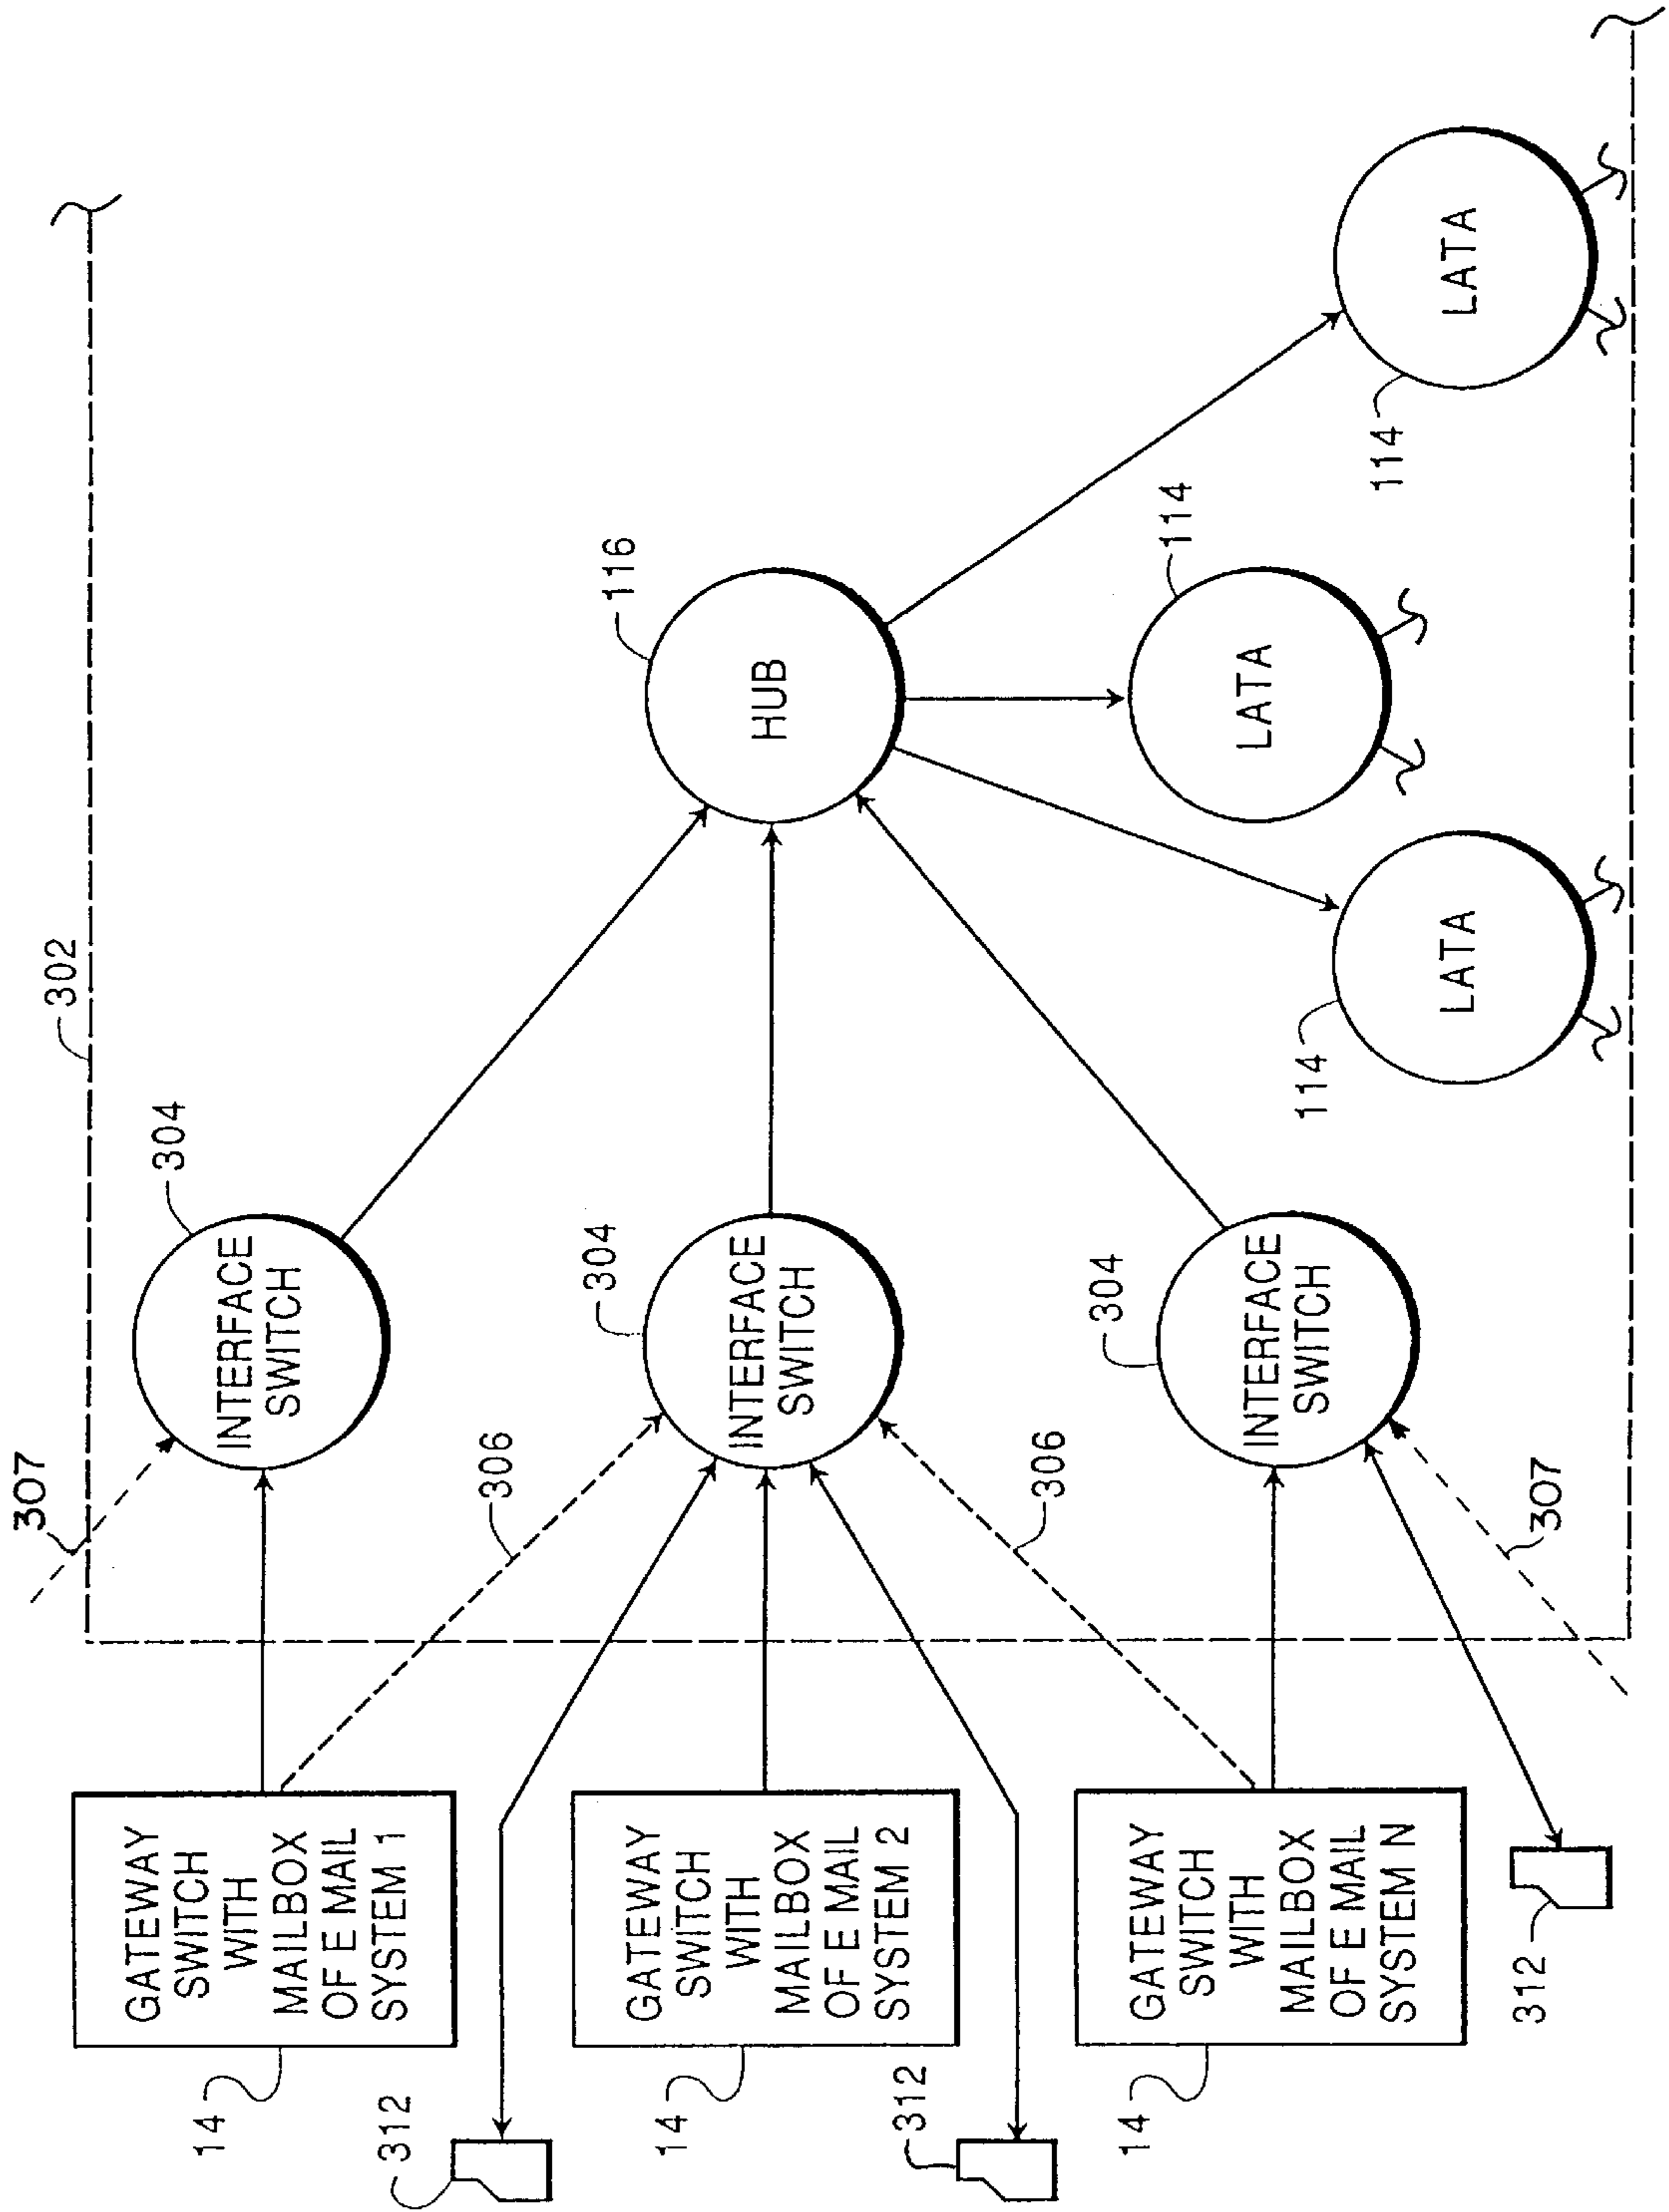 302
307
304
INTERFACE
SWITCH
GATEWAY
SWITCH
WITH
MAILBOX
OF E MAIL
SYSTEM 1
14
312
306
116
HUB
304
INTERFACE
SWITCH
GATEWAY
SWITCH
WITH
MAILBOX
OF E MAIL
SYSTEM 2
14
312
306
114
LATA
304
INTERFACE
SWITCH
GATEWAY
SWITCH
WITH
MAILBOX
OF E MAIL
SYSTEM N
14
312
307
114
LATA
114
LATA